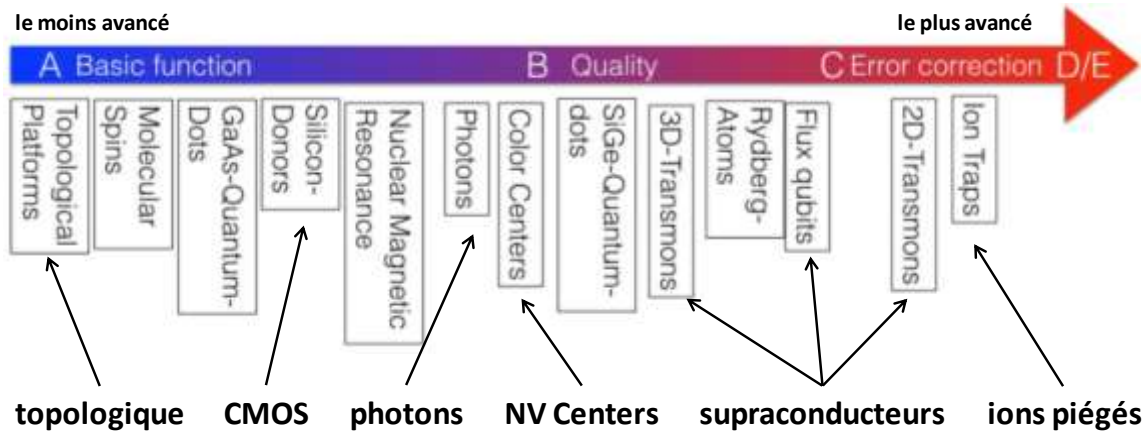 le moins avancé
le plus avancé
A Basic function
B Quality
C Error correction
D/E
Topological
Platforms
Molecular
Spins
GaAs-Quantum-
Dots
Silicon-
Donors
Nuclear Magnetic
Resonance
Photons
Color Centers
SiGe-Quantum-
dots
3D-Transmons
Rydberg-
Atoms
Flux qubits
2D-Transmons
Ion Traps
topologique
CMOS
photons
NV Centers
supraconducteurs
ions piégés